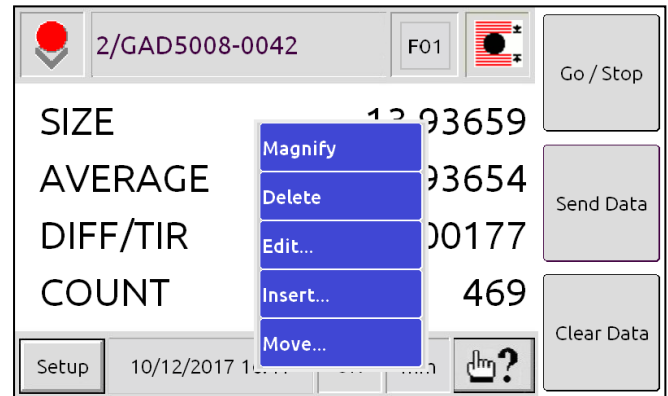 2/GAD5008-0042
F01
Go / Stop
SIZE
93659
Magnify
AVERAGE
93654
Delete
Send Data
DIFF/TIR
00177
Edit...
COUNT
469
Insert...
Clear Data
Move...
Setup
10/12/2017
?